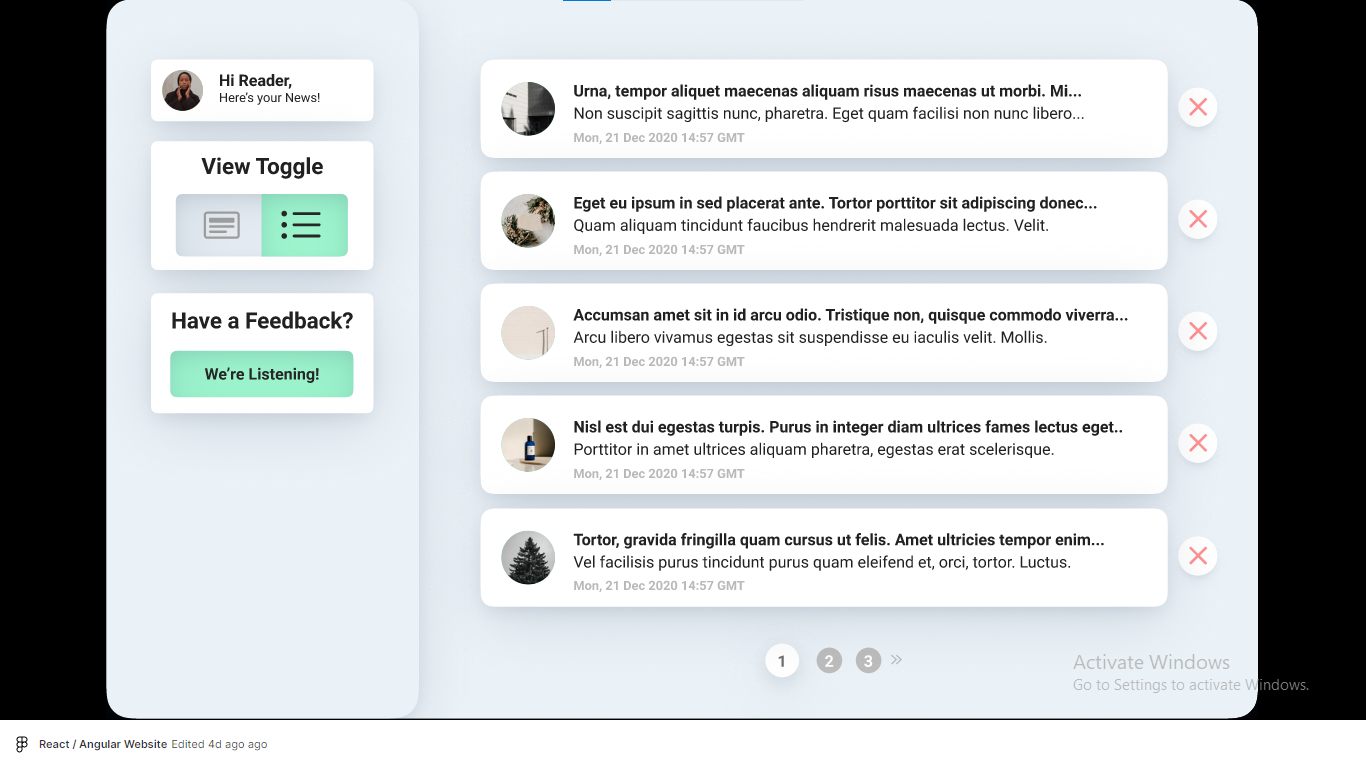 Hi Reader,
Here's your News!
View Toggle
Have a Feedback?
We're Listening!
Urna, tempor aliquet maecenas aliquam risus maecenas ut morbi. Mi...
Non suscipit sagittis nunc, pharetra. Eget quam facilisi non nunc libero...
Mon, 21 Dec 2020 14:57 GMT
Eget eu ipsum in sed placerat ante. Tortor porttitor sit adipiscing donec...
Quam aliquam tincidunt faucibus hendrerit malesuada lectus. Velit.
Mon, 21 Dec 2020 14:57 GMT
Accumsan amet sit in id arcu odio. Tristique non, quisque commodo viverra...
Arcu libero vivamus egestas sit suspendisse eu iaculis velit. Mollis.
Mon, 21 Dec 2020 14:57 GMT
Nisl est dui egestas turpis. Purus in integer diam ultrices fames lectus eget..
Porttitor in amet ultrices aliquam pharetra, egestas erat scelerisque.
Mon, 21 Dec 2020 14:57 GMT
Tortor, gravida fringilla quam cursus ut felis. Amet ultricies tempor enim...
Vel facilisis purus tincidunt purus quam eleifend et, orci, tortor. Luctus.
Mon, 21 Dec 2020 14:57 GMT
1 2 3 »
Activate Windows
Go to Settings to activate Windows.
React / Angular Website Edited 4d ago ago